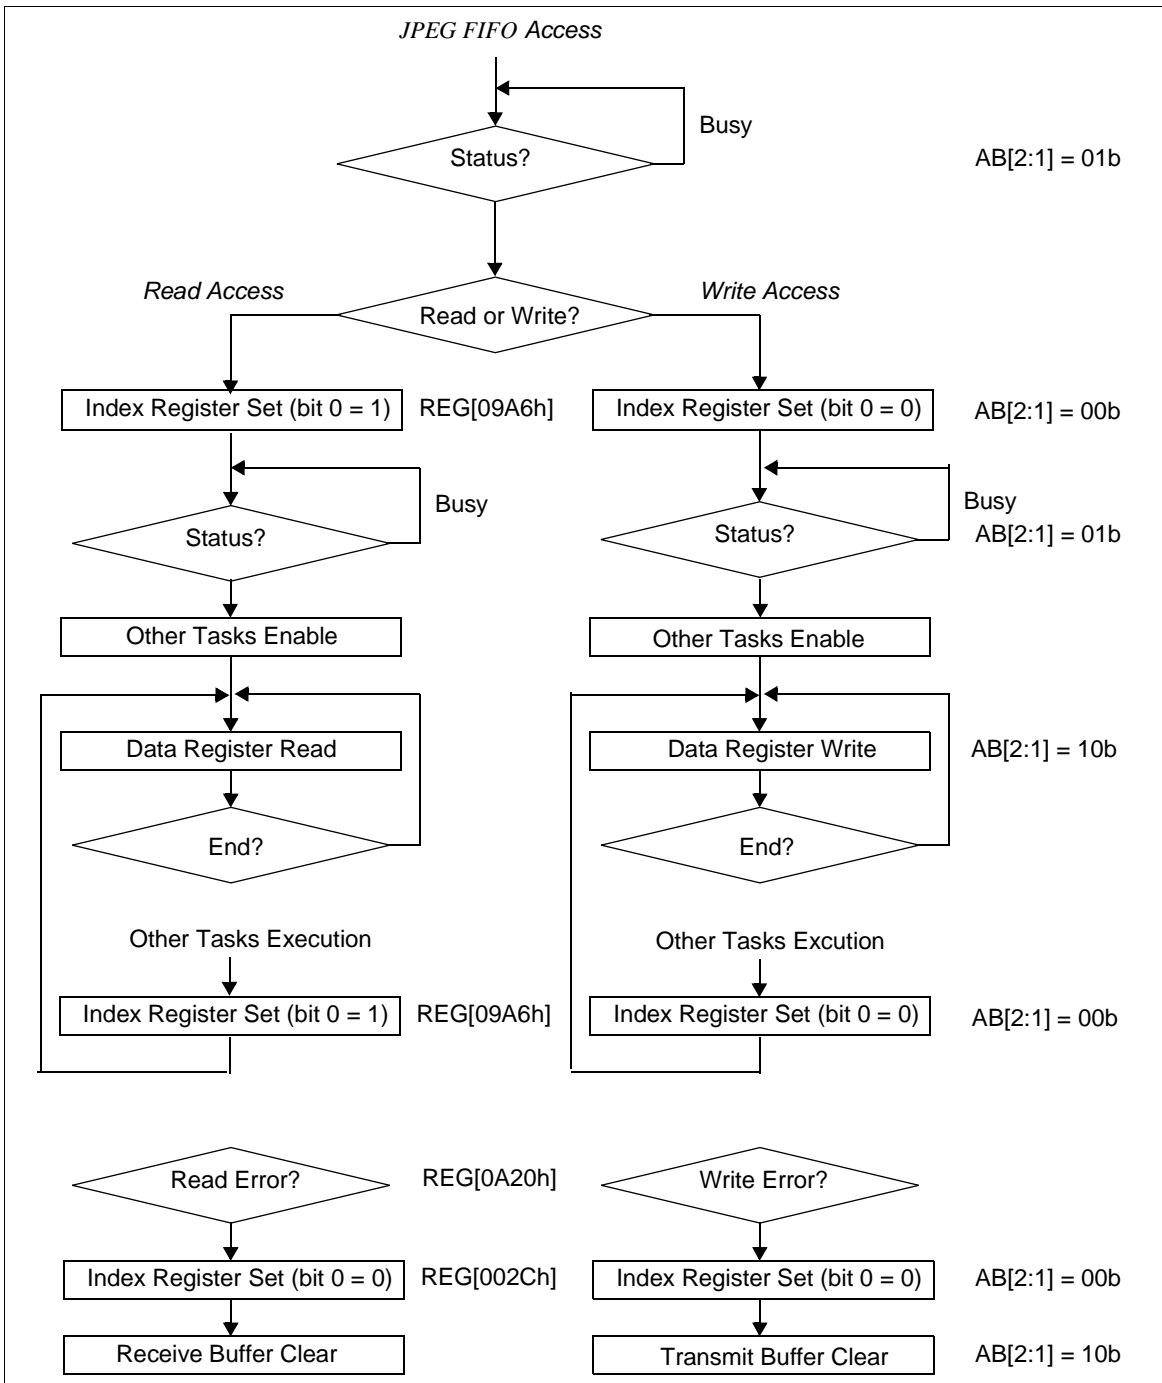 JPEG FIFO Access
Busy
Status?
AB[2:1] = 01b
Read Access
Write Access
Read or Write?
Index Register Set (bit 0 = 1)
REG[09A6h]
Index Register Set (bit 0 = 0)
AB[2:1] = 00b
Busy
Busy
Status?
Status?
AB[2:1] = 01b
Other Tasks Enable
Other Tasks Enable
Data Register Read
Data Register Write
AB[2:1] = 10b
End?
End?
Other Tasks Execution
Other Tasks Excution
Index Register Set (bit 0 = 1)
REG[09A6h]
Index Register Set (bit 0 = 0)
AB[2:1] = 00b
Read Error?
REG[0A20h]
Write Error?
Index Register Set (bit 0 = 0)
REG[002Ch]
Index Register Set (bit 0 = 0)
AB[2:1] = 00b
Receive Buffer Clear
Transmit Buffer Clear
AB[2:1] = 10b